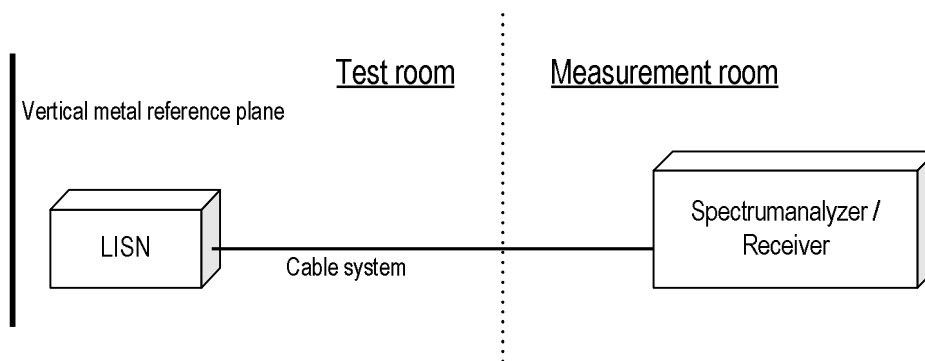 Test room
Measurement room
Vertical metal reference plane
LISN
Cable system
Spectrumanalyzer /
Receiver